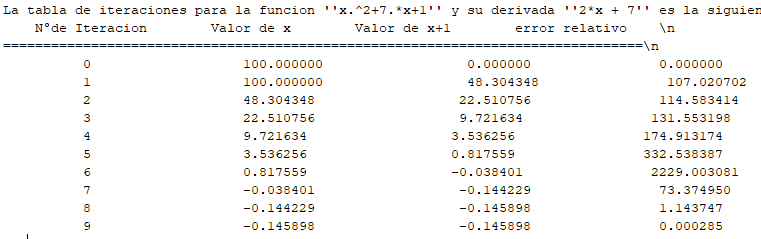 La tabla de iteraciones para la funcion ''x.^2+7.*x+1'' y su derivada ''2*x + 7'' es la siguien
N°de Iteracion Valor de x Valor de x+1 error relativo \n
=================================================================================\n
0 100.000000 0.000000 0.000000
1 100.000000 48.304348 107.020702
2 48.304348 22.510756 114.583414
3 22.510756 9.721634 131.553198
4 9.721634 3.536256 174.913174
5 3.536256 0.817559 332.538387
6 0.817559 -0.038401 2229.003081
7 -0.038401 -0.144229 73.374950
8 -0.144229 -0.145898 1.143747
9 -0.145898 -0.145898 0.000285